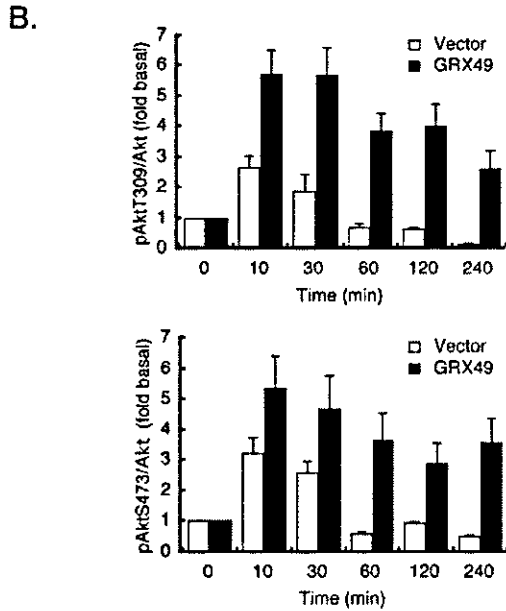 B.
pAktT309/Akt (fold basal)
7
6
5
4
3
2
1
0
Vector
GRX49
0 10 30 60 120 240
Time (min)
pAktS473/Akt (fold basal)
7
6
5
4
3
2
1
0
Vector
GRX49
0 10 30 60 120 240
Time (min)